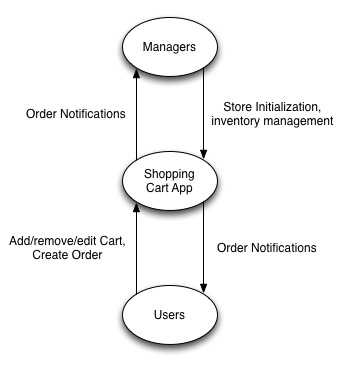 Managers
Order Notifications
Store Initialization,
inventory management
Shopping
Cart App
Add/remove/edit Cart,
Create Order
Order Notifications
Users